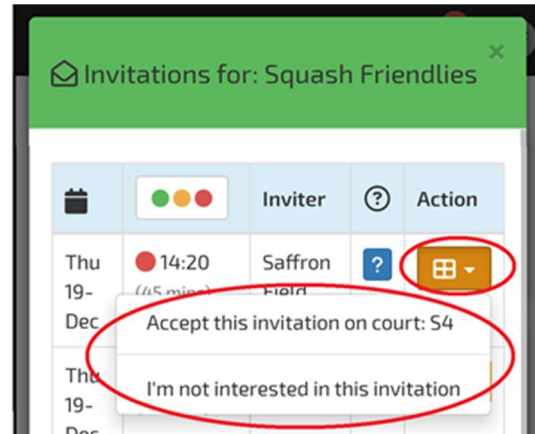 Invitations for: Squash Friendlies
×
Inviter ? Action
Thu 14:20 Saffron ?
19- (45 mins) Field
Dec
Accept this invitation on court: S4
Thu
I'm not interested in this invitation
19-
Dec